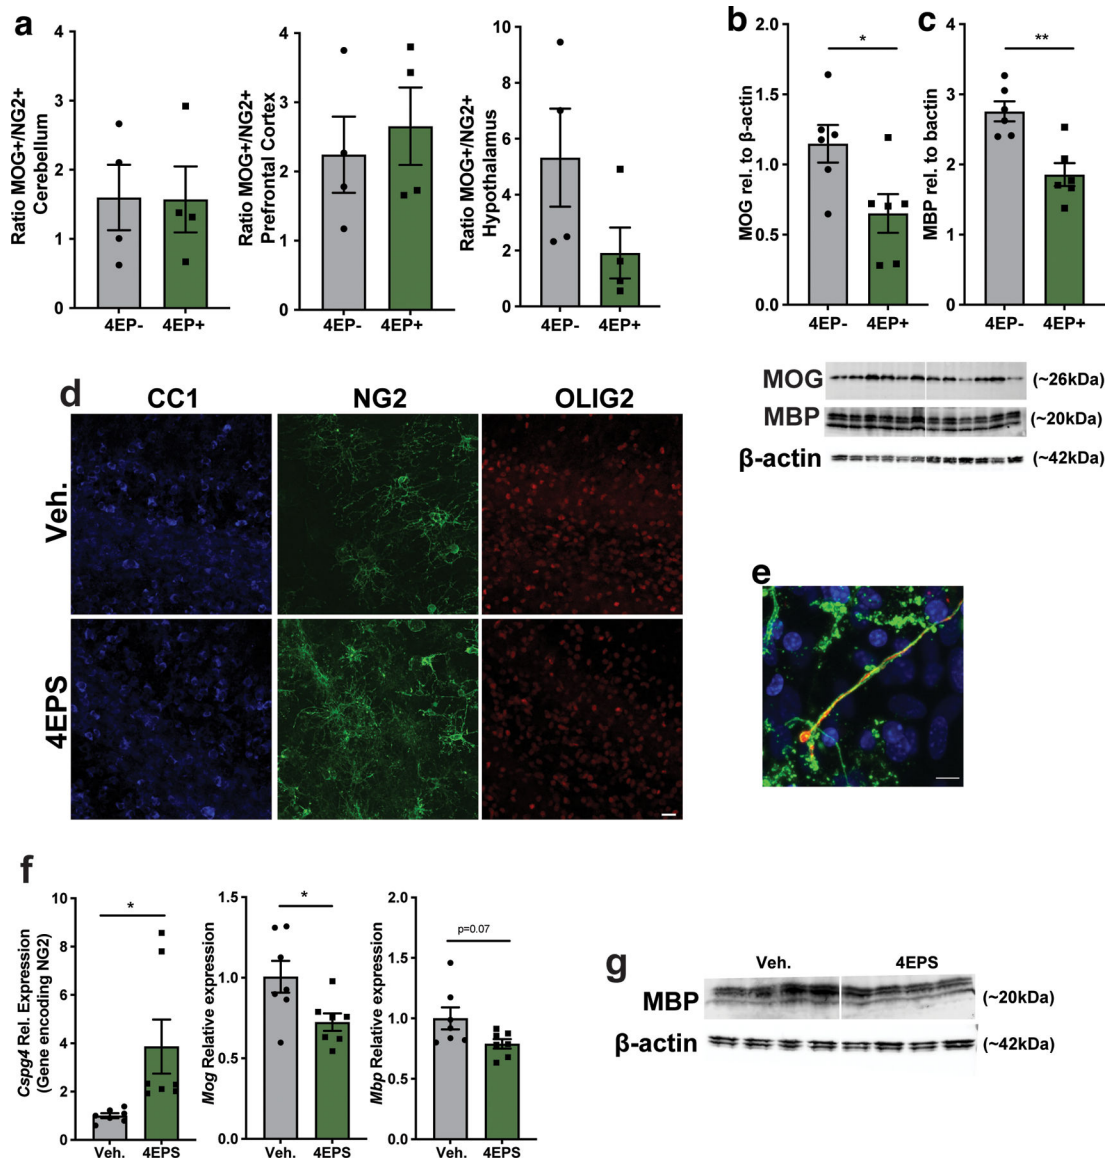 a
Ratio MOG+/NG2+
Cerebellum
4
3
2
1
0
4EP-
4EP+
Ratio MOG+/NG2+
Prefrontal Cortex
4
3
2
1
0
4EP-
4EP+
Ratio MOG+/NG2+
Hypothalamus
10
8
6
4
2
0
4EP-
4EP+
b
MOG rel. to β-actin
2.0
1.5
1.0
0.5
0.0
*
4EP-
4EP+
c
MBP rel. to bactin
4
3
2
1
0
**
4EP-
4EP+
MOG
(~26kDa)
MBP
(~20kDa)
β-actin
(~42kDa)
d
CC1
NG2
OLIG2
Veh.
4EPS
e
f
Cspg4 Rel. Expression
(Gene encoding NG2)
10
8
6
4
2
0
*
Veh.
4EPS
Mog Relative expression
1.5
1.0
0.5
0.0
*
Veh.
4EPS
Mbp Relative expression
2.0
1.5
1.0
0.5
0.0
p=0.07
Veh.
4EPS
g
Veh.
4EPS
MBP
(~20kDa)
β-actin
(~42kDa)